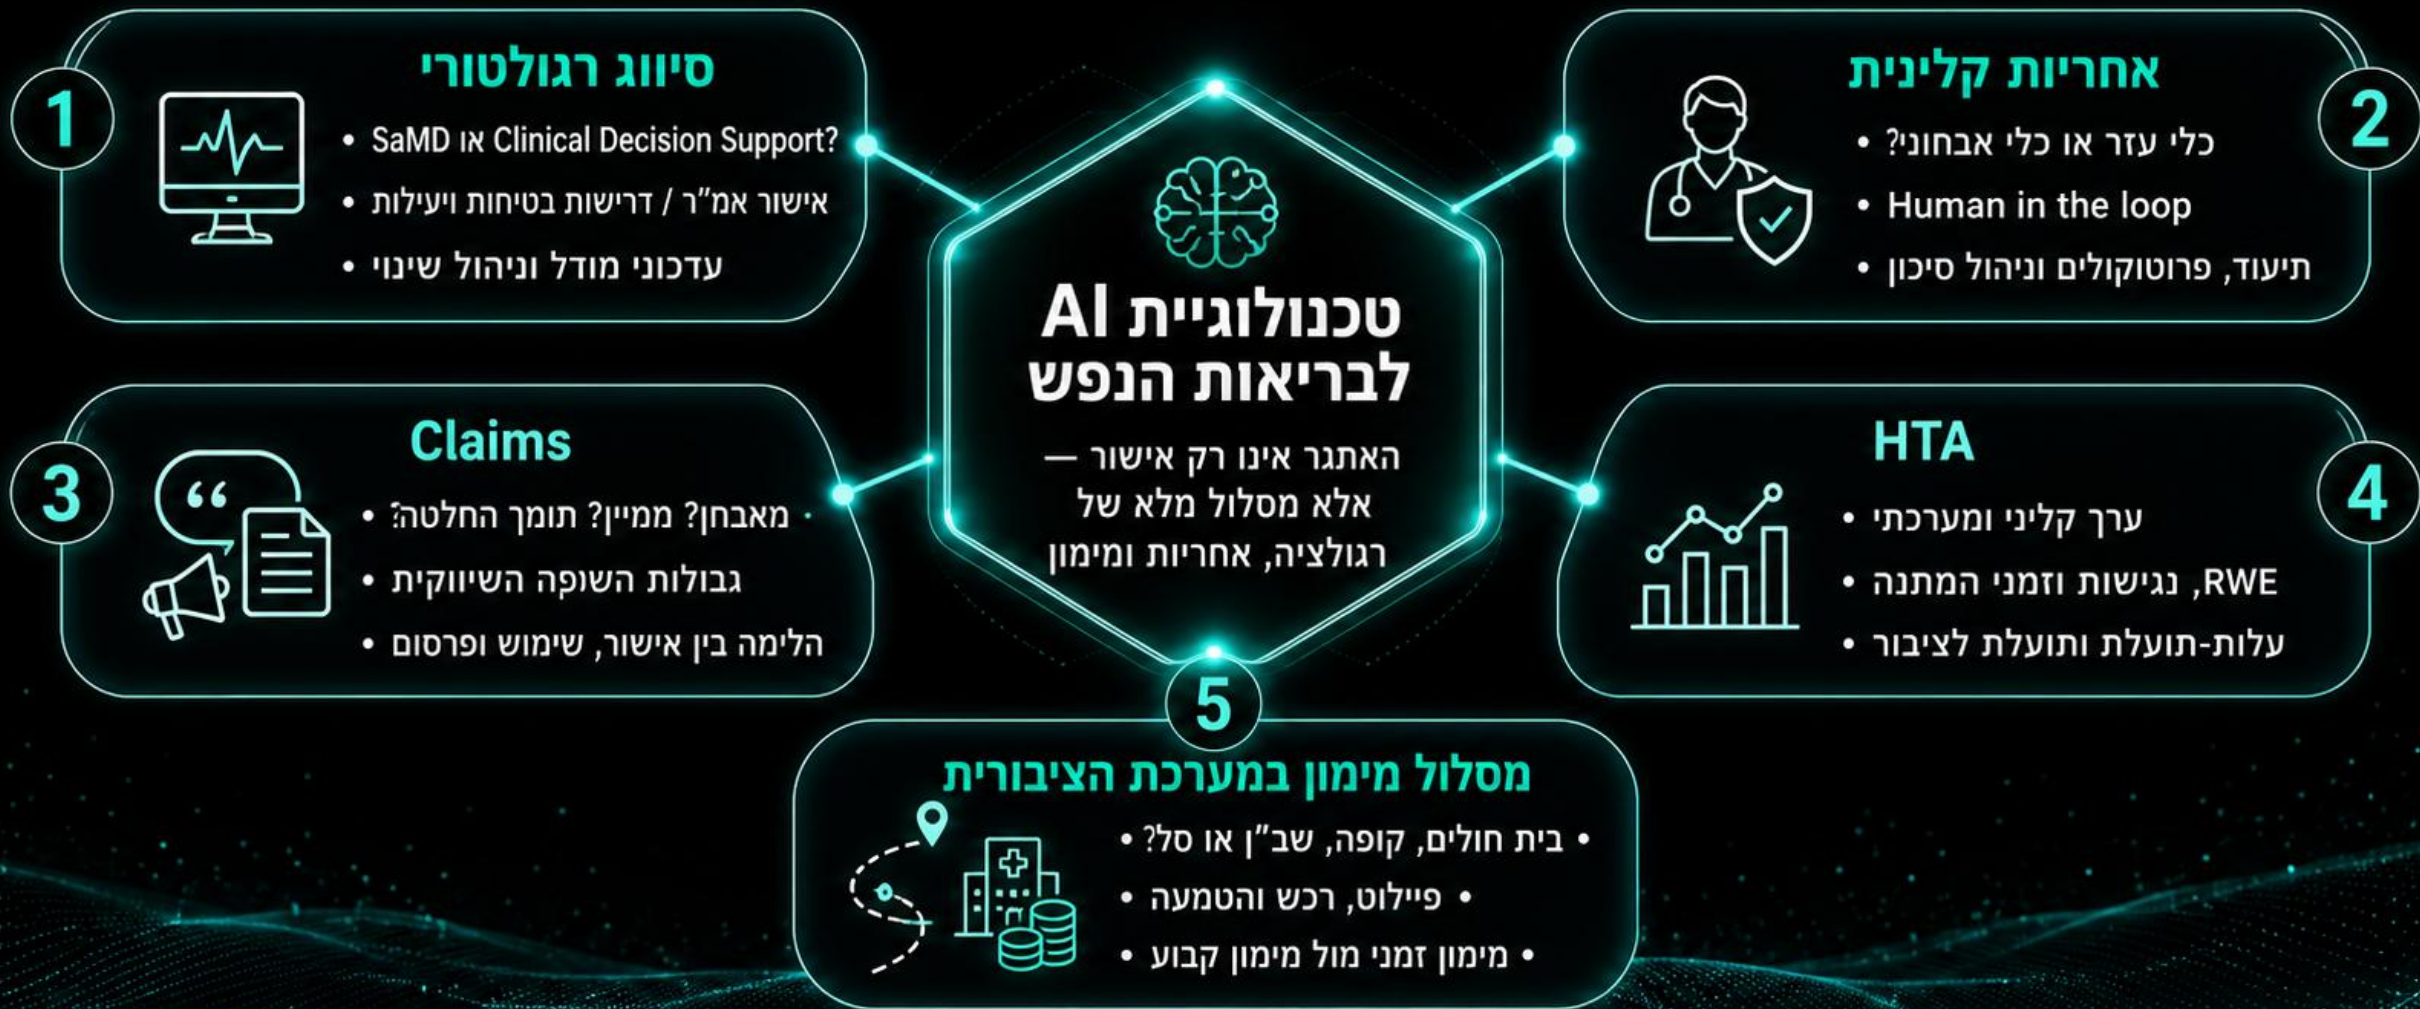 1
סיווג רגולטורי
• SaMD או Clinical Decision Support?
• אישור אמ"ר / דרישות בטיחות ויעילות
• עדכוני מודל וניהול שינוי
2
אחריות קלינית
• כלי עזר או כלי אבחוני?
• Human in the loop
• תיעוד, פרוטוקולים וניהול סיכון
טכנולוגיית AI
לבריאות הנפש
האתגר אינו רק אישור —
אלא מסלול מלא של
רגולציה, אחריות ומימון
3
Claims
• מאבחן? ממיין? תומך החלטה?
• גבולות השופה השיווקית
• הלימה בין אישור, שימוש ופרסום
4
HTA
• ערך קליני ומערכתי
• RWE, נגישות וזמני המתנה
• עלות-תועלת ותועלת לציבור
5
מסלול מימון במערכת הציבורית
• בית חולים, קופה, שב"ן או סל? •
• פיילוט, רכש והטמעה •
• מימון זמני מול מימון קבוע •